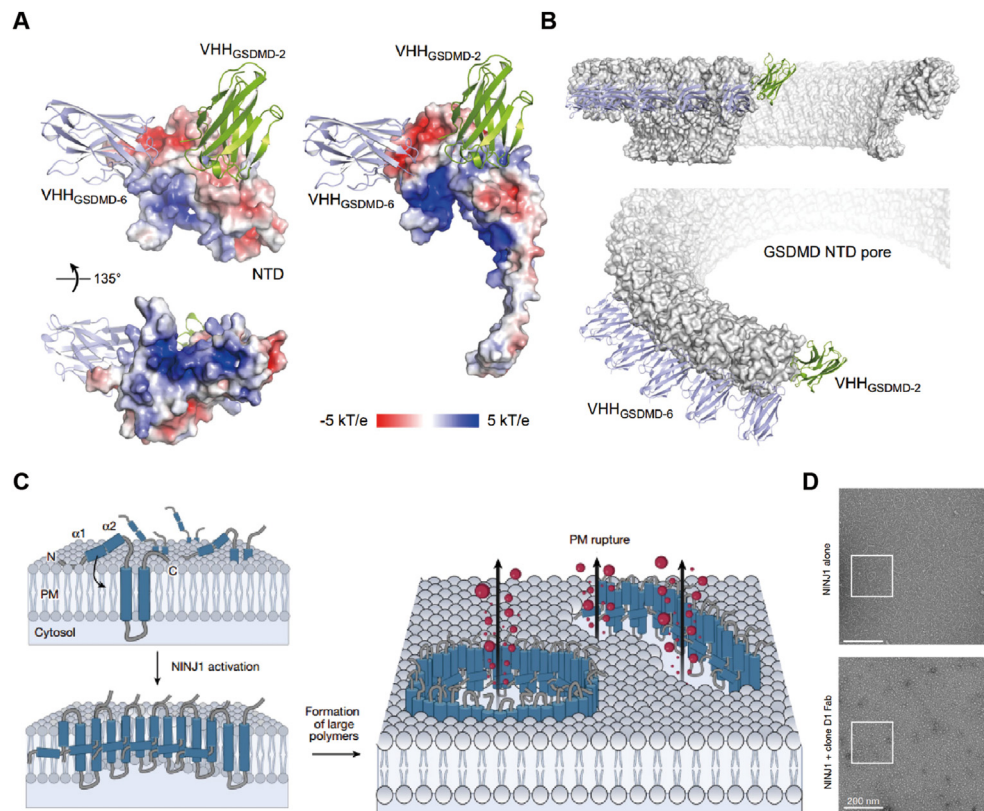 A
VHHGSDMD-2
VHHGSDMD-2
VHHGSDMD-6
VHHGSDMD-6
135°
NTD
-5 kT/e
5 kT/e
B
GSDMD NTD pore
VHHGSDMD-6
VHHGSDMD-2
C
α1
α2
N
C
PM
Cytosol
NINJ1 activation
Formation
of large
polymers
PM rupture
D
NINJ1 alone
NINJ1 + clone D1 Fab
200 nm